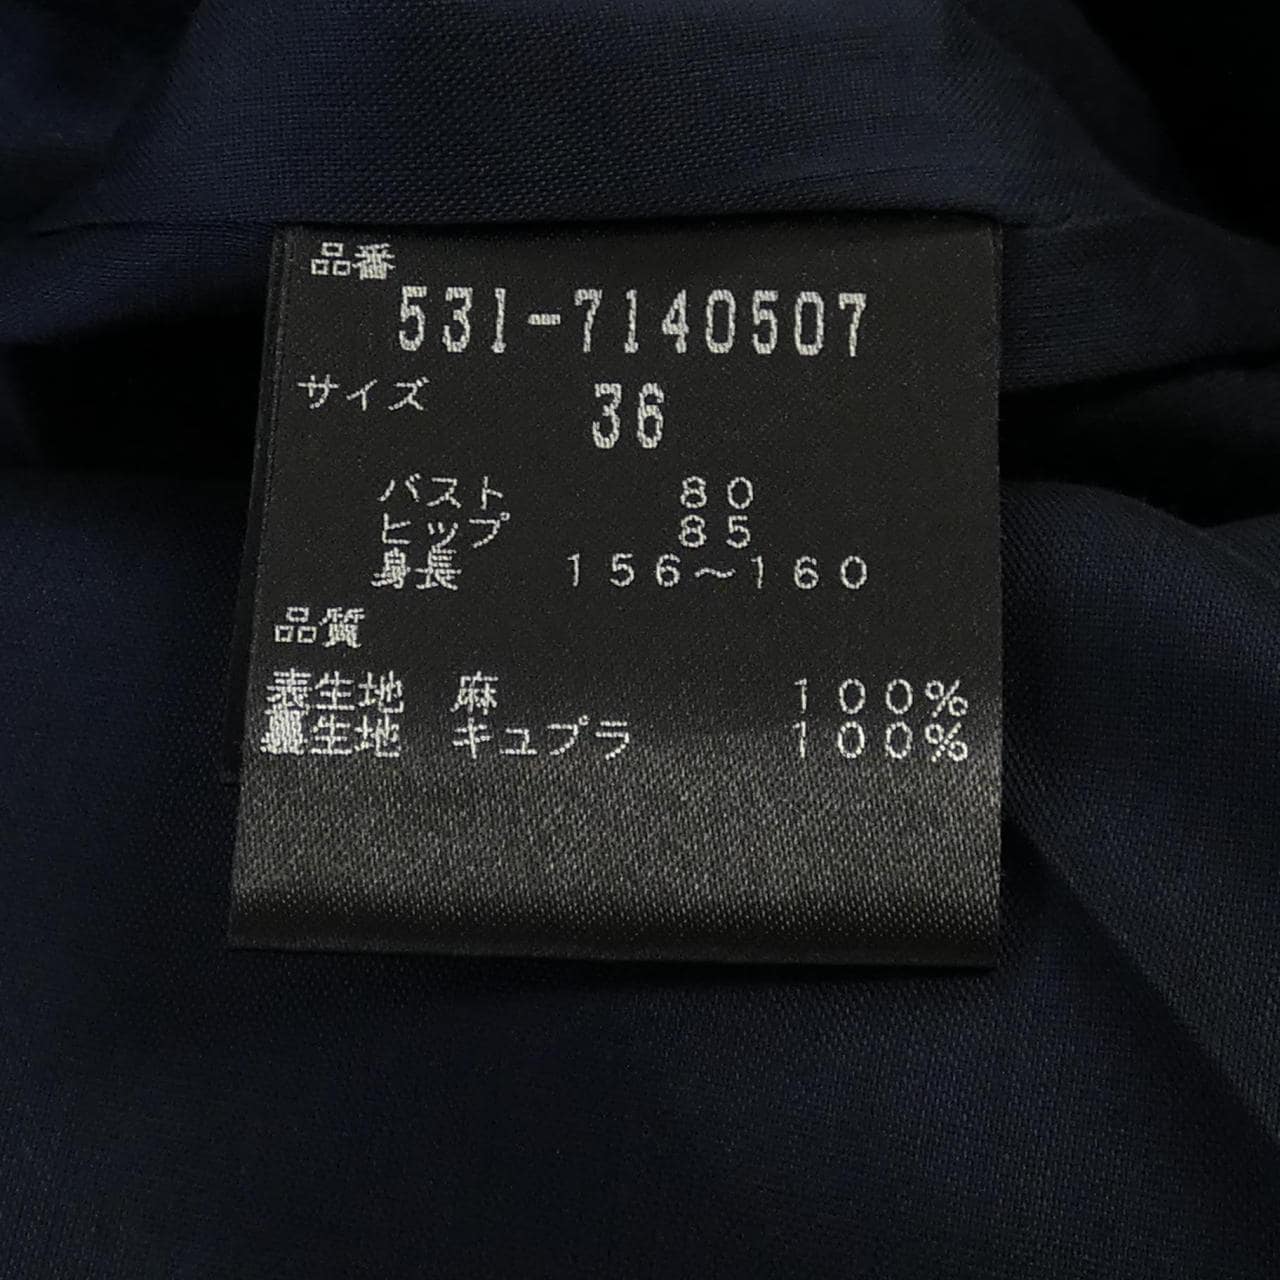 品番
531-7140507
サイズ 36
バスト 80
ヒップ 85
身長 156～160
品質
表生地 麻 100%
裏生地 キュプラ 100%